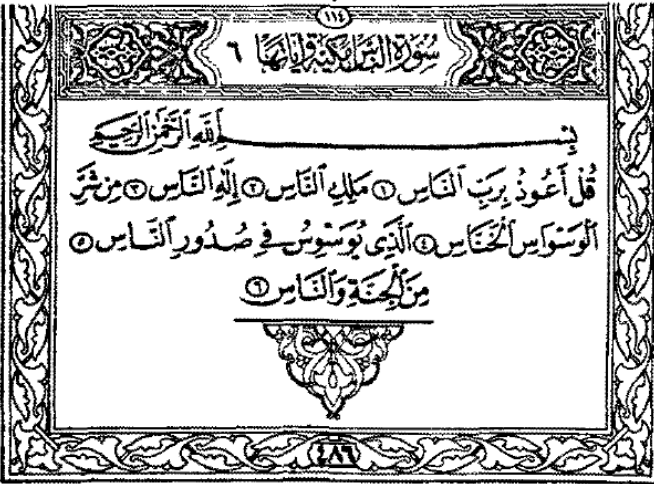 ١١٤
سُورَةُ النَّاسِ مَكِّيَّةٌ وَآيَاتُهَا ٦
بِسْمِ ٱللَّهِ ٱلرَّحْمَٰنِ ٱلرَّحِيمِ
قُلْ أَعُوذُ بِرَبِّ ٱلنَّاسِ ١ مَلِكِ ٱلنَّاسِ ٢ إِلَٰهِ ٱلنَّاسِ ٣ مِن شَرِّ
ٱلْوَسْوَاسِ ٱلْخَنَّاسِ ٤ ٱلَّذِى يُوَسْوِسُ فِى صُدُورِ ٱلنَّاسِ ٥
مِنَ ٱلْجِنَّةِ وَٱلنَّاسِ ٦
٤٨٦